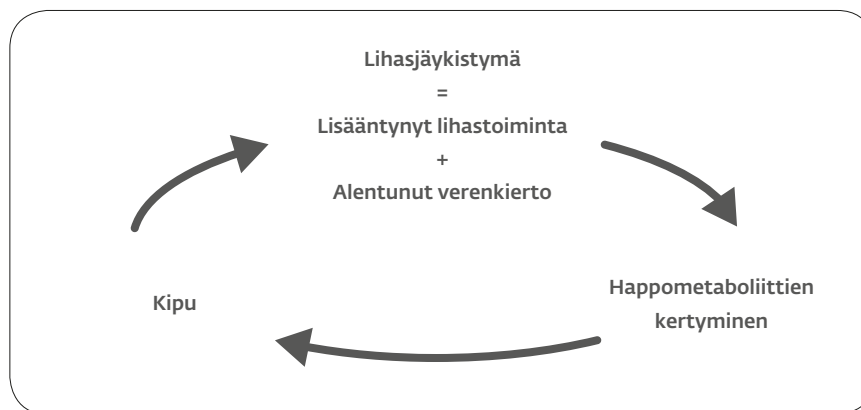 Lihasjäykistymä
=
Lisääntynyt lihastoiminta
+
Alentunut verenkierto
Happometaboliittien
kertyminen
Kipu